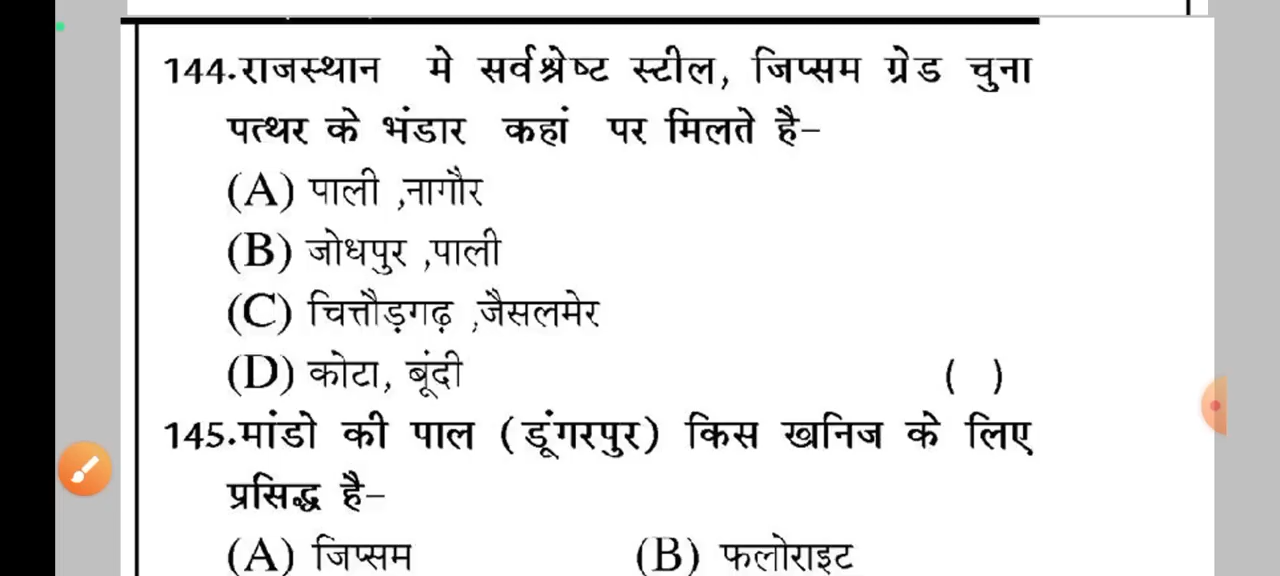 144.राजस्थान मे सर्वश्रेष्ट स्टील, जिप्सम ग्रेड चुना
पत्थर के भंडार कहां पर मिलते है–
(A) पाली ,नागौर
(B) जोधपुर ,पाली
(C) चित्तौड़गढ़ ,जैसलमेर
(D) कोटा, बूंदी ( )
145.मांडो की पाल (डूंगरपुर) किस खनिज के लिए
प्रसिद्ध है–
(A) जिप्सम (B) फलोराइट